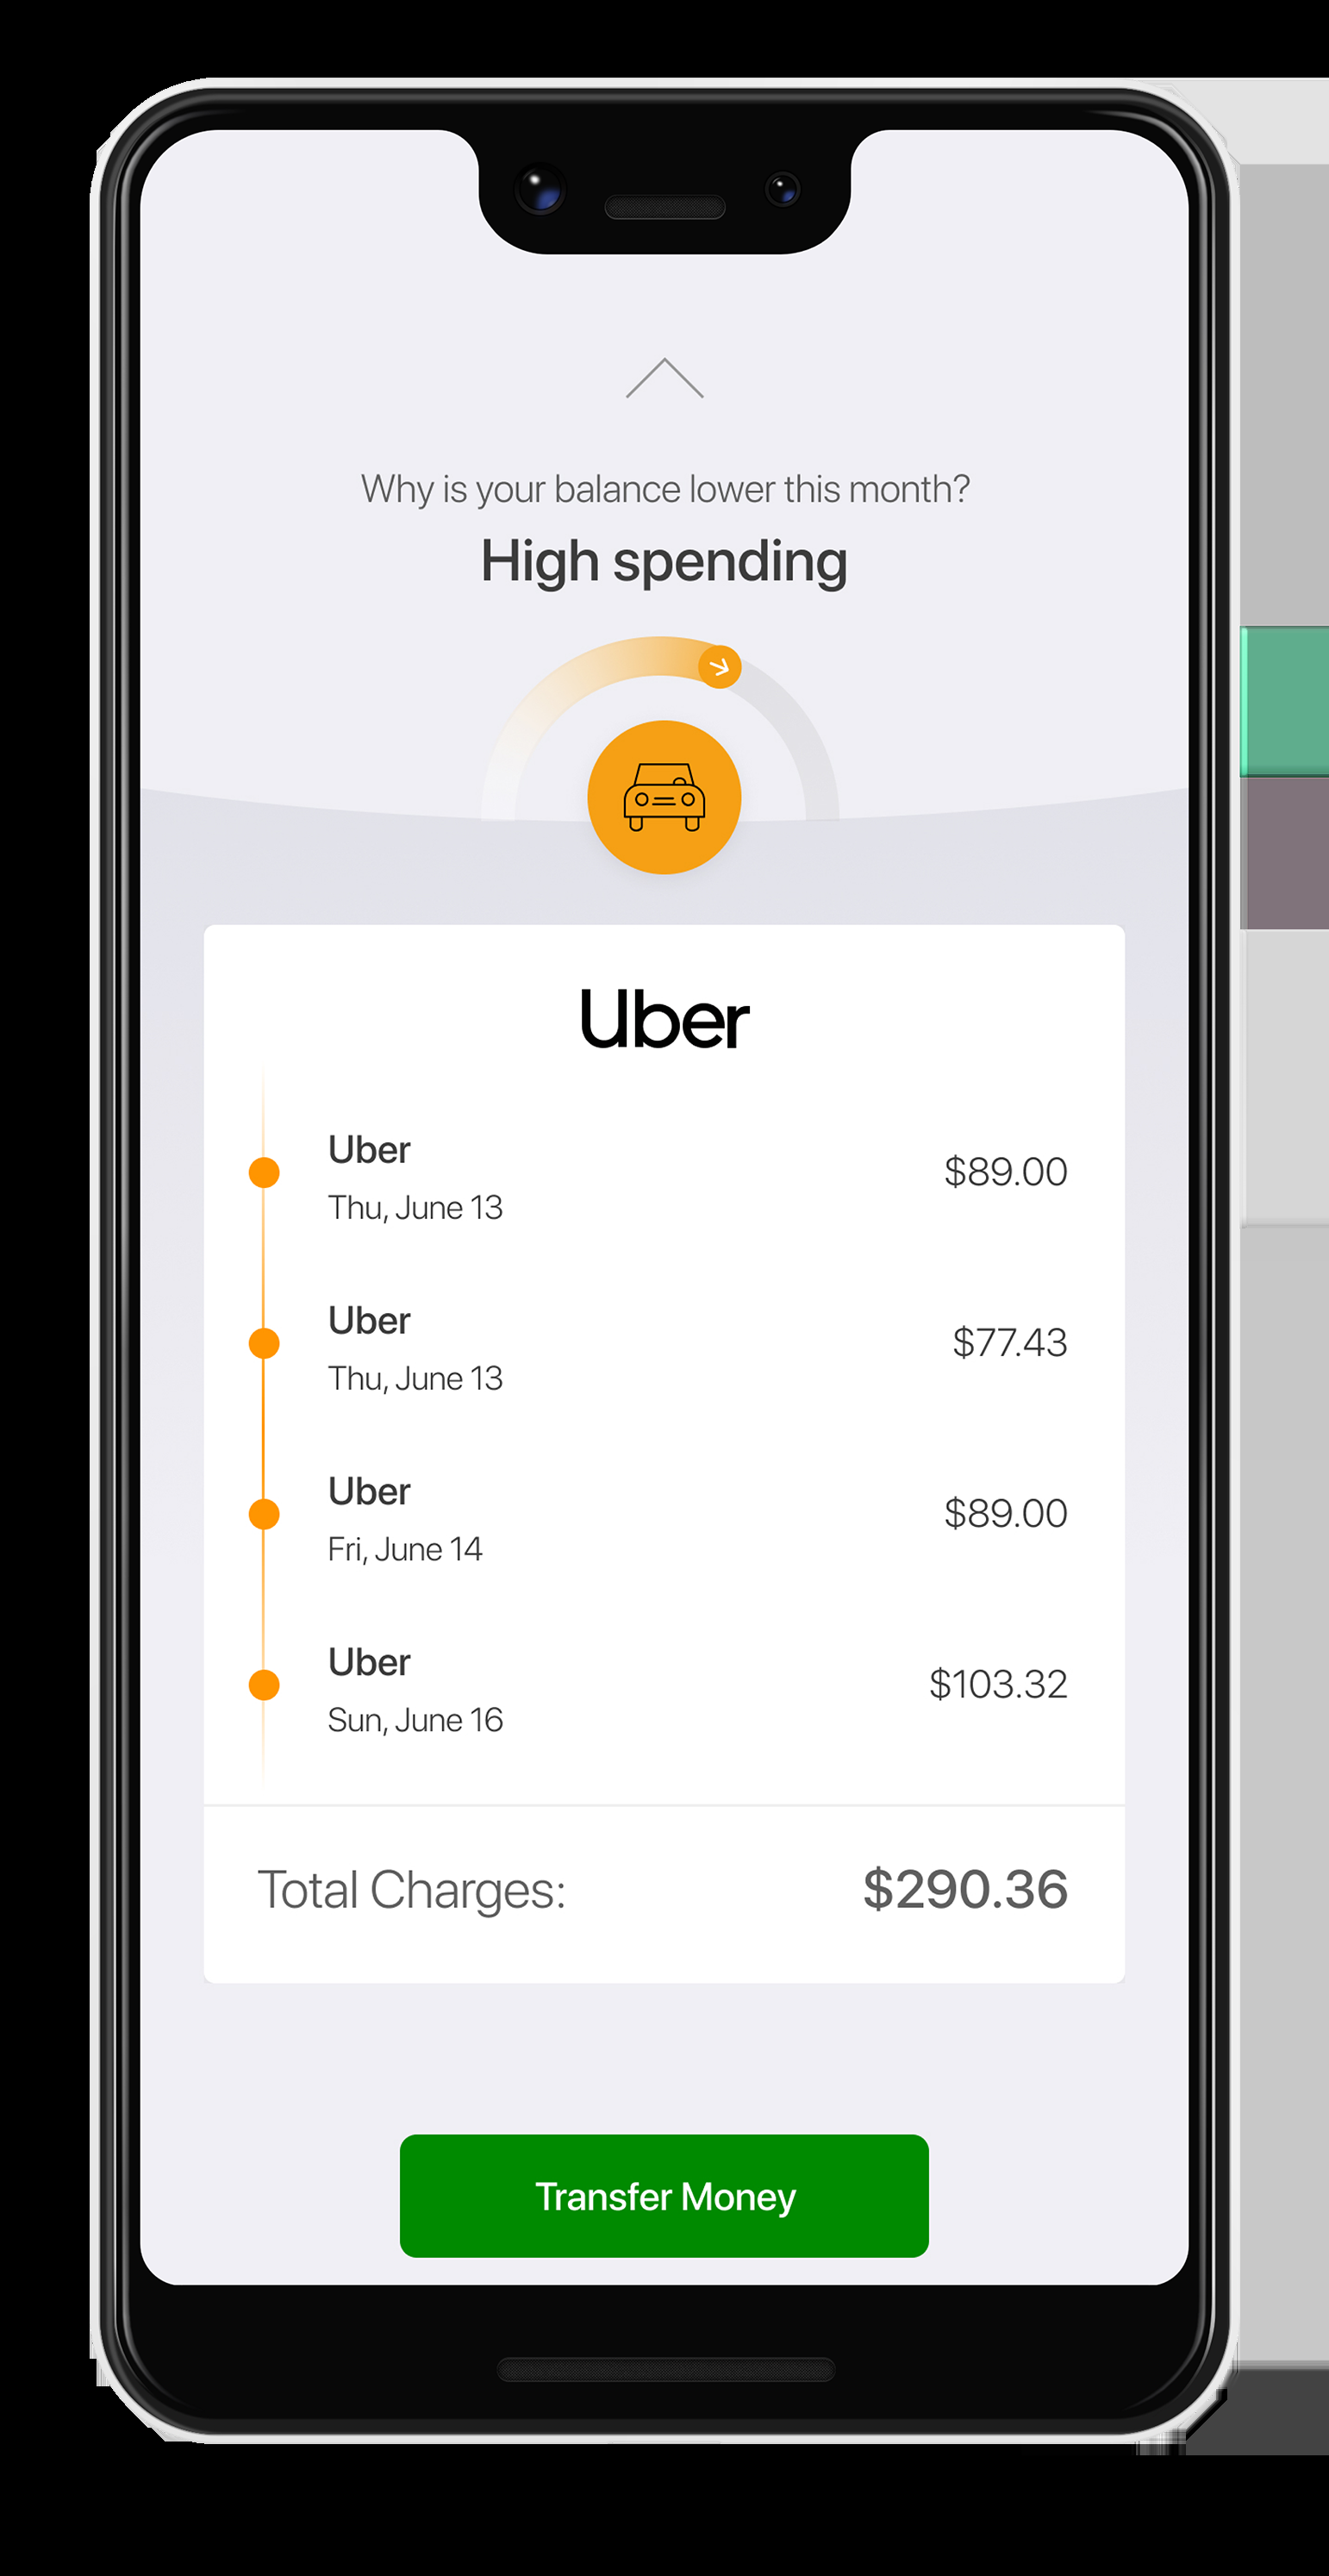 Why is your balance lower this month?
High spending
Uber
Uber
$89.00
Thu, June 13
Uber
$77.43
Thu, June 13
Uber
$89.00
Fri, June 14
Uber
$103.32
Sun, June 16
Total Charges: $290.36
Transfer Money